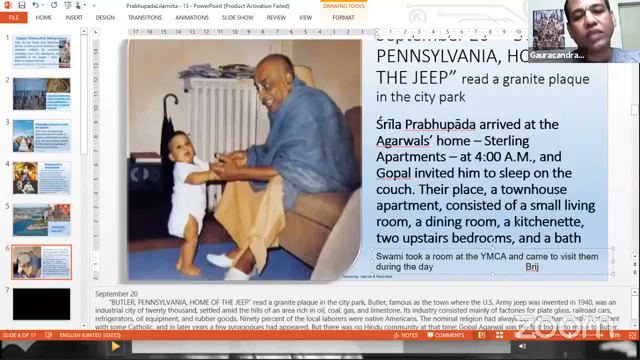 PrabhupadaLilamrta - 13 - PowerPoint (Product Activation Failed)
DRAWING TOOLS
FILE HOME INSERT DESIGN TRANSITIONS ANIMATIONS SLIDE SHOW REVIEW VIEW FORMAT
Gauracandra...
PENNSYLVANIA, HO
THE JEEP” read a granite plaque
in the city park
Śrīla Prabhupāda arrived at the
Agarwals’ home – Sterling
Apartments – at 4:00 A.M., and
Gopal invited him to sleep on the
couch. Their place, a townhouse
apartment, consisted of a small living
room, a dining room, a kitchenette,
two upstairs bedrooms, and a bath
Swami took a room at the YMCA and came to visit them
during the day Brij
1
2
3
4
5
6
7
September 20
"BUTLER, PENNSYLVANIA, HOME OF THE JEEP" read a granite plaque in the city park. Butler, famous as the town where the U.S. Army jeep was invented in 1940, was an
industrial city of twenty thousand, settled amid the hills of an area rich in oil, coal, gas, and limestone. Its industry consisted mainly of factories for plate glass, railroad cars,
refrigerators, oil equipment, and rubber goods. Ninety percent of the local laborers were native Americans. The nominal religion had always been
with some Catholic, and in later years a few synagogues had appeared. But there was no Hindu community at that time; Gopal Agarwal was the
SLIDE 6 OF 17 ENGLISH (UNITED STATES) NOTES COMMENTS
zoom